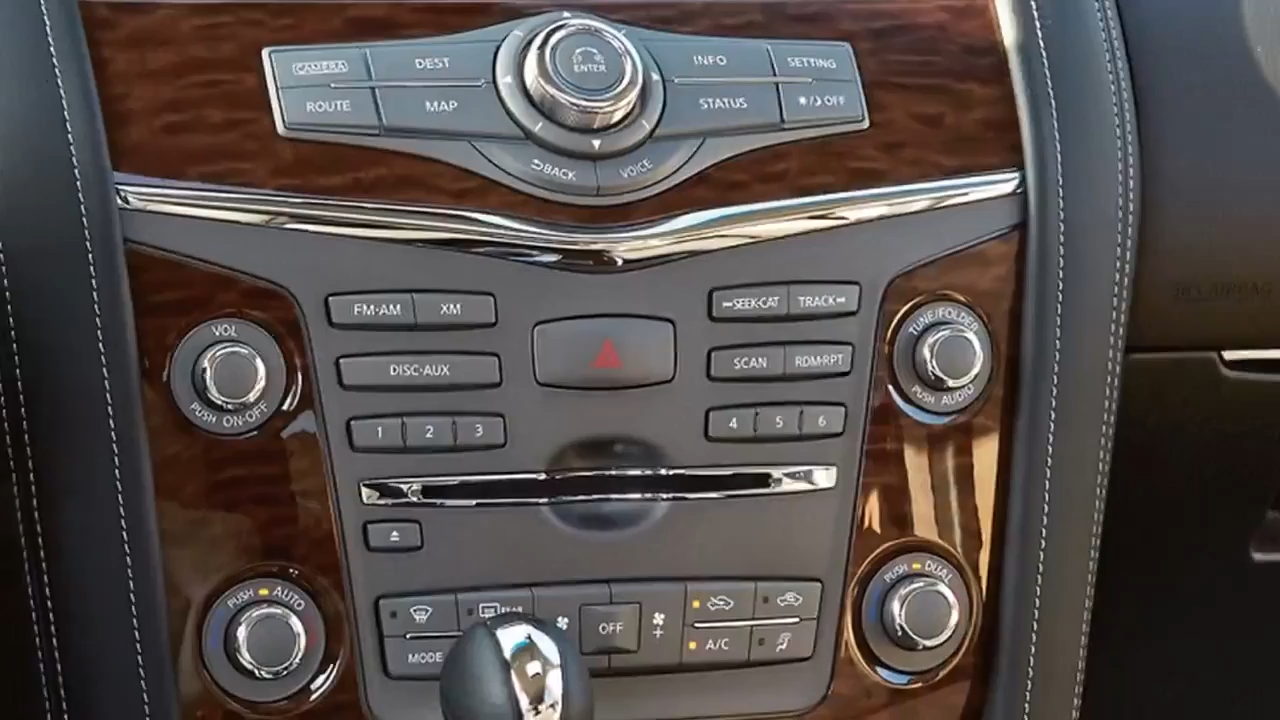 CAMERA DEST ENTER INFO SETTING
ROUTE MAP STATUS OFF
BACK VOICE
FM·AM XM SEEK·CAT TRACK
VOL TUNE/FOLDER
DISC·AUX SCAN RDM·RPT
PUSH ON·OFF PUSH AUDIO
1 2 3 4 5 6
PUSH AUTO PUSH DUAL
REAR
OFF
MODE A/C